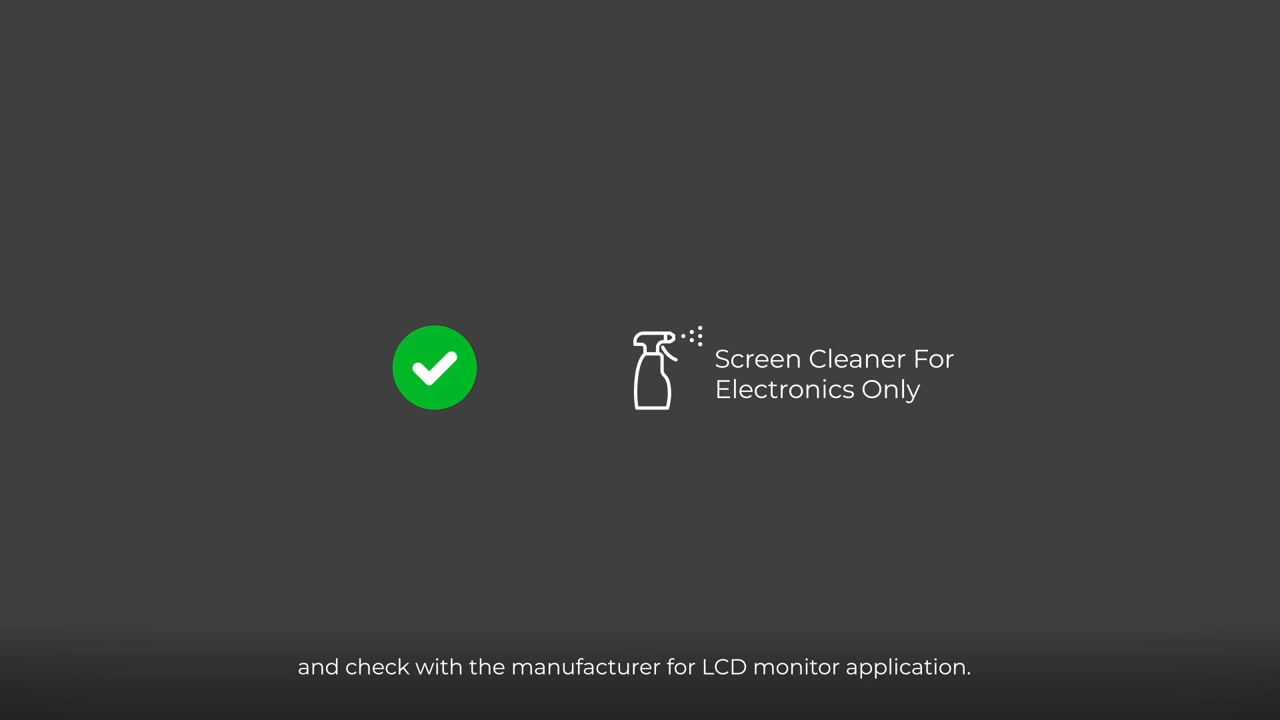 Screen Cleaner For
Electronics Only
and check with the manufacturer for LCD monitor application.